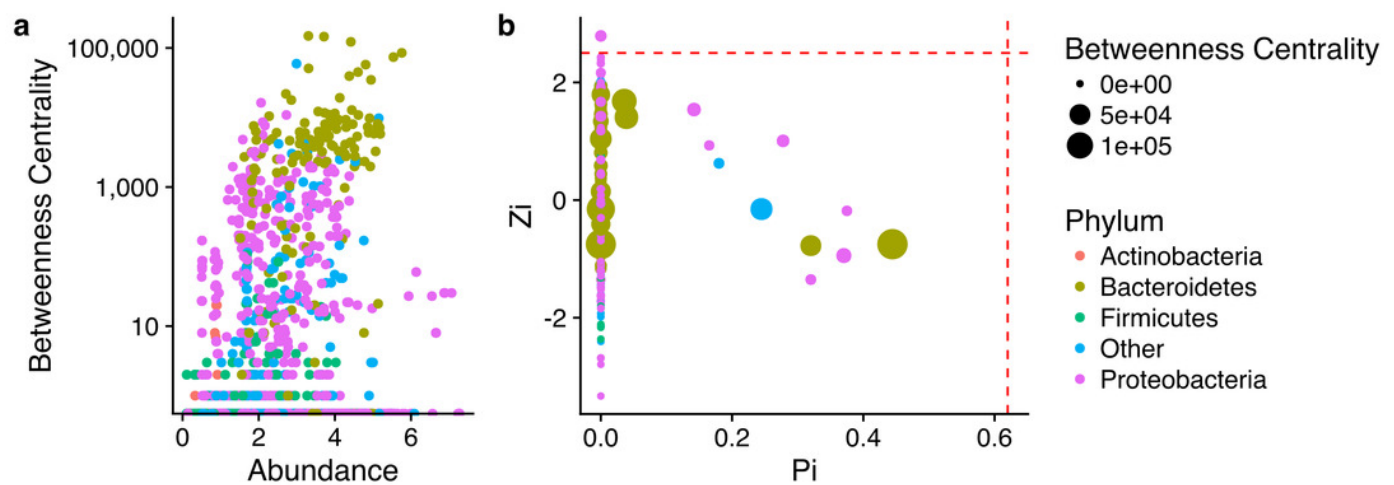 a
100,000
1,000
10
Betweenness Centrality
0 2 4 6
Abundance
b
2
0
-2
Zi
0.0 0.2 0.4 0.6
Pi
Betweenness Centrality
0e+00
5e+04
1e+05
Phylum
Actinobacteria
Bacteroidetes
Firmicutes
Other
Proteobacteria